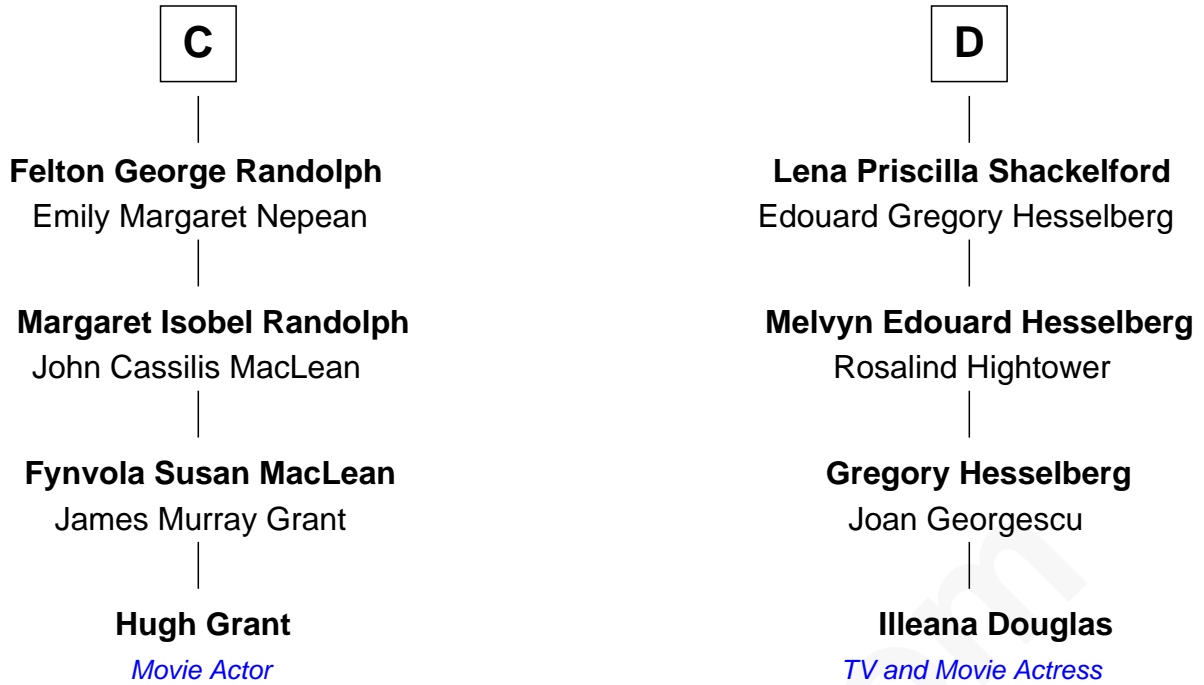 C
Felton George Randolph
Emily Margaret Nepean
Margaret Isobel Randolph
John Cassilis MacLean
Fynvola Susan MacLean
James Murray Grant
Hugh Grant
Movie Actor
D
Lena Priscilla Shackelford
Edouard Gregory Hesselberg
Melvyn Edouard Hesselberg
Rosalind Hightower
Gregory Hesselberg
Joan Georgescu
Illeana Douglas
TV and Movie Actress